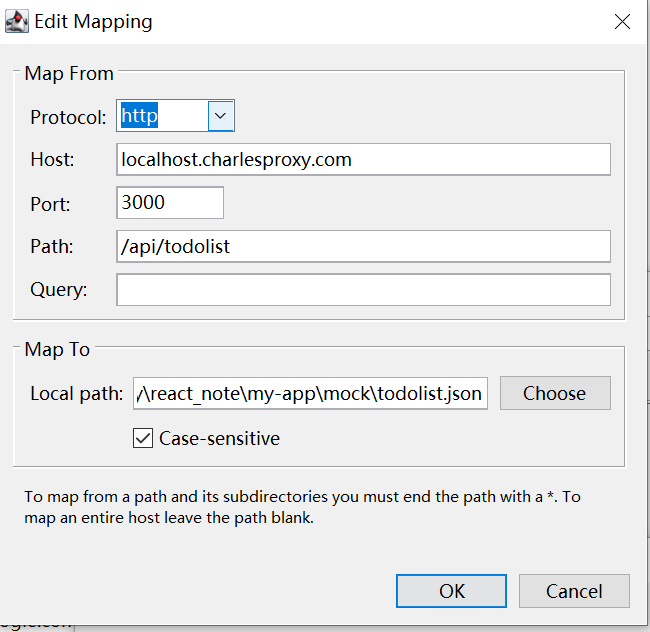 Edit Mapping
Map From
Protocol: http
Host: localhost.charlesproxy.com
Port: 3000
Path: /api/todolist
Query:
Map To
Local path: /\react_note\my-app\mock\todolist.json Choose
Case-sensitive
To map from a path and its subdirectories you must end the path with a *. To
map an entire host leave the path blank.
OK Cancel